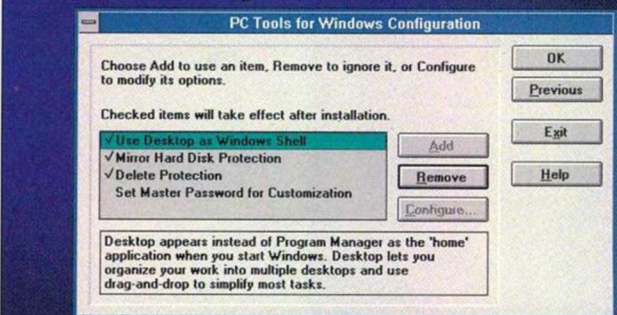 PC Tools for Windows Configuration
Choose Add to use an item, Remove to ignore it, or Configure
to modify its options.
Checked items will take effect after installation.
√Use Desktop as Windows Shell
√Mirror Hard Disk Protection
√Delete Protection
Set Master Password for Customization
Add
Remove
Configure...
OK
Previous
Exit
Help
Desktop appears instead of Program Manager as the 'home'
application when you start Windows. Desktop lets you
organize your work into multiple desktops and use
drag-and-drop to simplify most tasks.